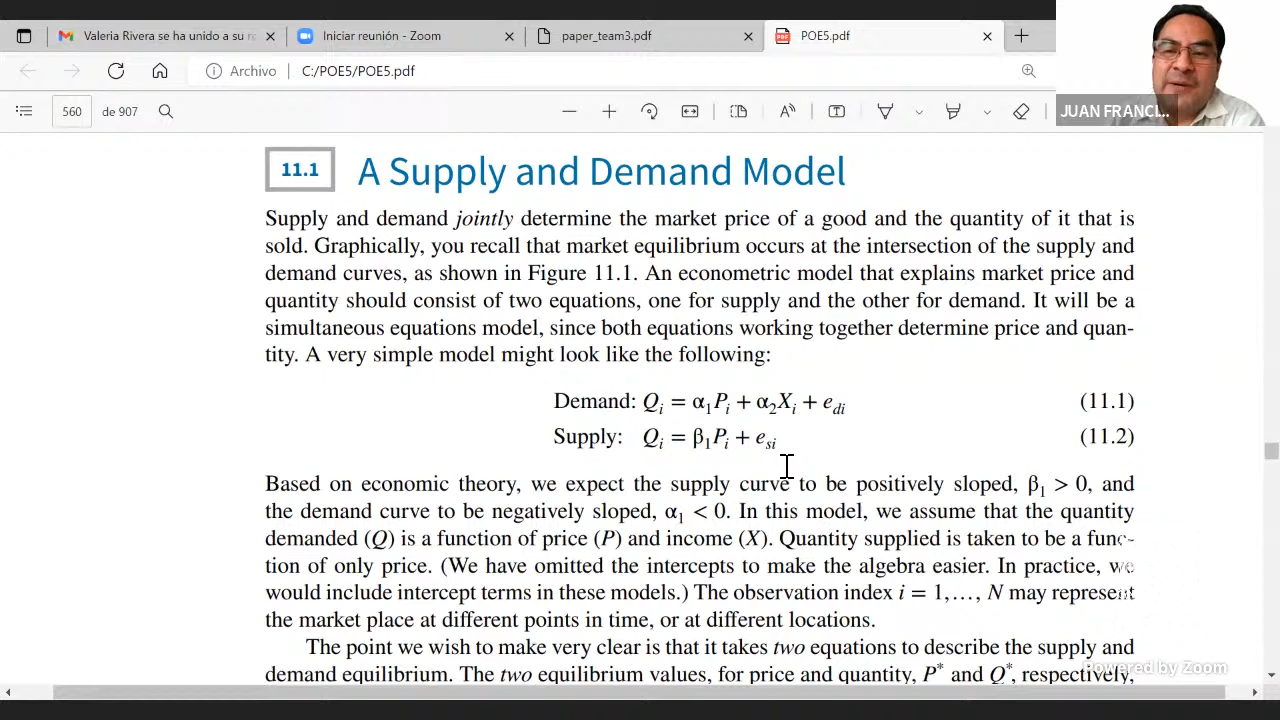 Valeria Rivera se ha unido a su r
Iniciar reunión - Zoom
paper_team3.pdf
POE5.pdf
Archivo C:/POE5/POE5.pdf
560 de 907
JUAN FRANCI...
11.1 A Supply and Demand Model
Supply and demand jointly determine the market price of a good and the quantity of it that is
sold. Graphically, you recall that market equilibrium occurs at the intersection of the supply and
demand curves, as shown in Figure 11.1. An econometric model that explains market price and
quantity should consist of two equations, one for supply and the other for demand. It will be a
simultaneous equations model, since both equations working together determine price and quan-
tity. A very simple model might look like the following:
Demand: Qᵢ = α₁Pᵢ + α₂Xᵢ + e_di (11.1)
Supply: Qᵢ = β₁Pᵢ + e_si (11.2)
Based on economic theory, we expect the supply curve to be positively sloped, β₁ > 0, and
the demand curve to be negatively sloped, α₁ < 0. In this model, we assume that the quantity
demanded (Q) is a function of price (P) and income (X). Quantity supplied is taken to be a func-
tion of only price. (We have omitted the intercepts to make the algebra easier. In practice, we
would include intercept terms in these models.) The observation index i = 1,…, N may represent
the market place at different points in time, or at different locations.
The point we wish to make very clear is that it takes two equations to describe the supply and
demand equilibrium. The two equilibrium values, for price and quantity, P* and Q*, respectively,
Powered by Zoom